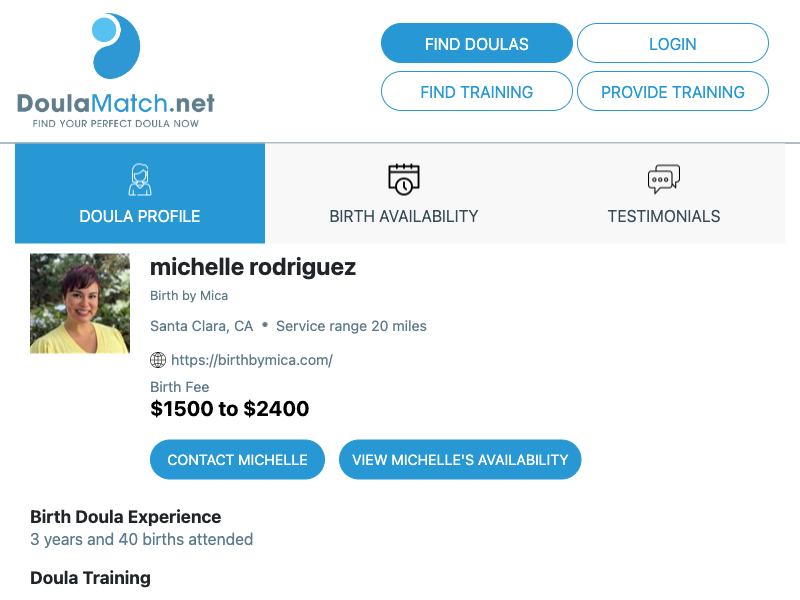 DoulaMatch.net
FIND YOUR PERFECT DOULA NOW
FIND DOULAS
LOGIN
FIND TRAINING
PROVIDE TRAINING
DOULA PROFILE
BIRTH AVAILABILITY
TESTIMONIALS
michelle rodriguez
Birth by Mica
Santa Clara, CA • Service range 20 miles
https://birthbymica.com/
Birth Fee
$1500 to $2400
CONTACT MICHELLE
VIEW MICHELLE'S AVAILABILITY
Birth Doula Experience
3 years and 40 births attended
Doula Training